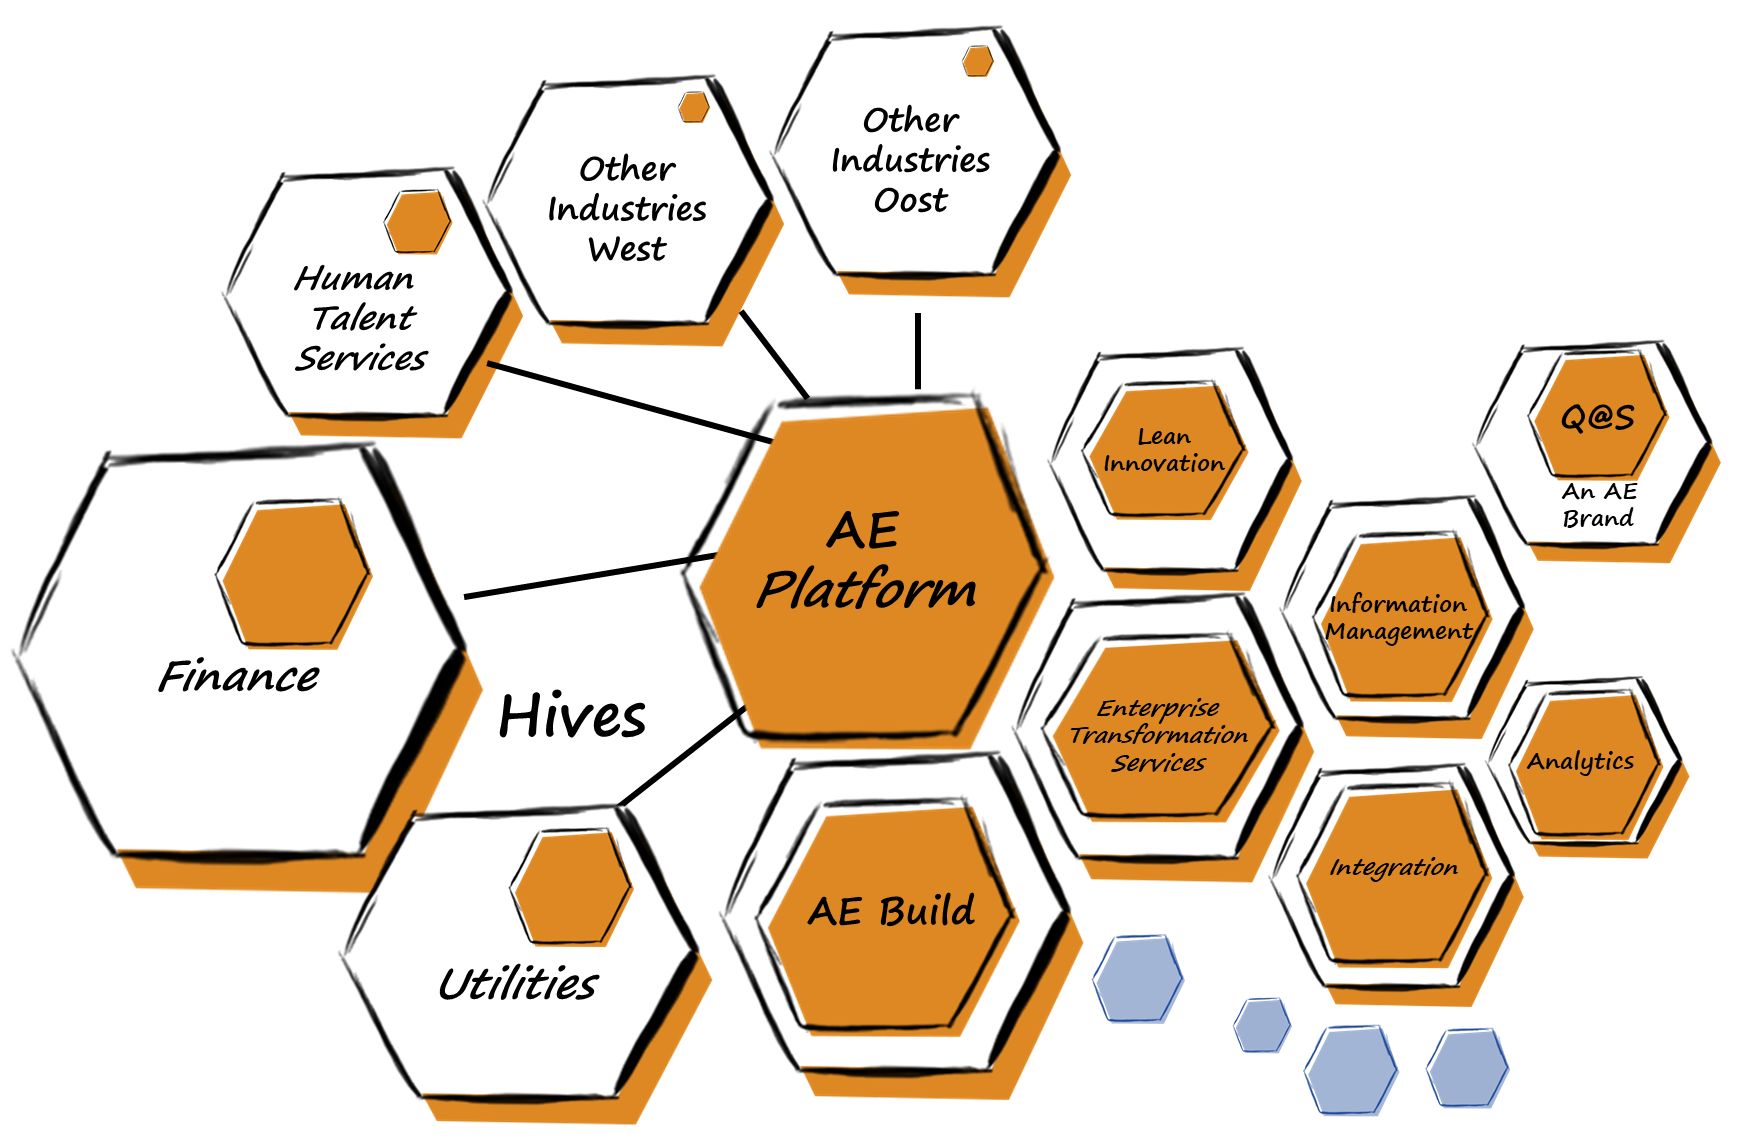 Other
Industries
Oost
Other
Industries
West
Human
Talent
Services
Finance
Hives
Utilities
AE
Platform
AE Build
Lean
Innovation
Q@S
An AE
Brand
Information
Management
Enterprise
Transformation
Services
Analytics
Integration